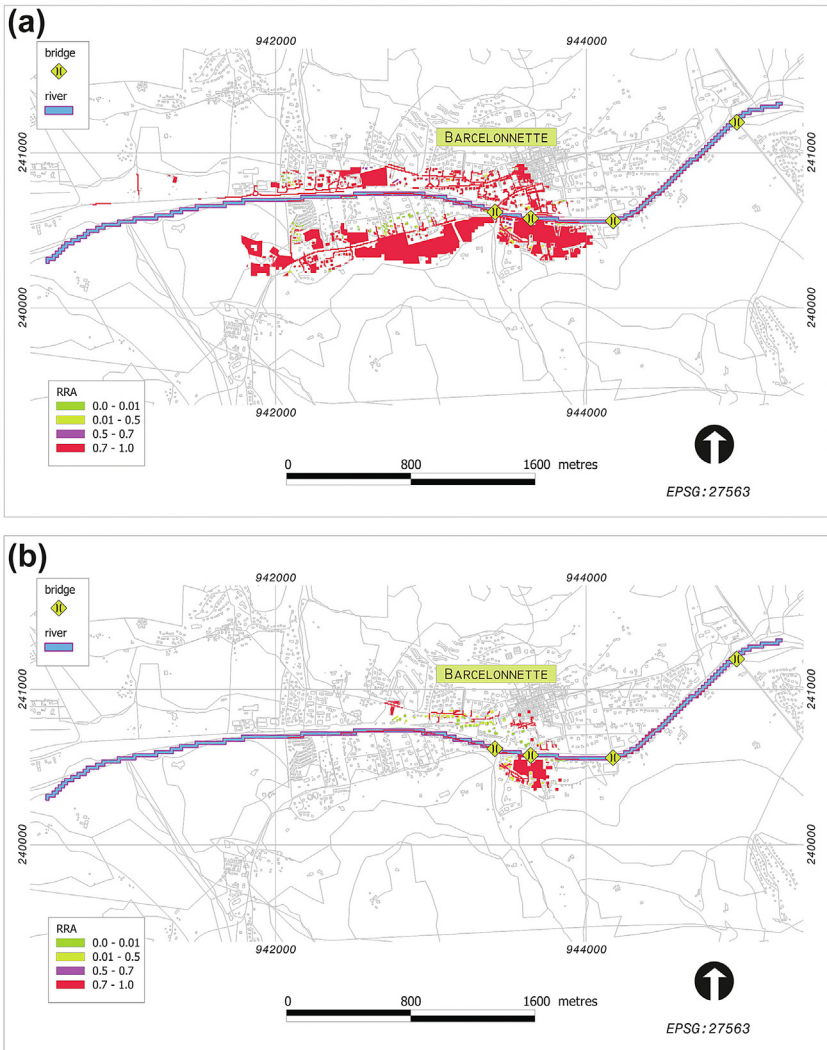 (a)
942000
944000
bridge
river
BARCELONNETTE
241000
241000
240000
240000
RRA
0.0 - 0.01
0.01 - 0.5
0.5 - 0.7
0.7 - 1.0
942000
944000
0
800
1600
metres
EPSG:27563
(b)
942000
944000
bridge
river
BARCELONNETTE
241000
241000
240000
240000
RRA
0.0 - 0.01
0.01 - 0.5
0.5 - 0.7
0.7 - 1.0
942000
944000
0
800
1600
metres
EPSG:27563